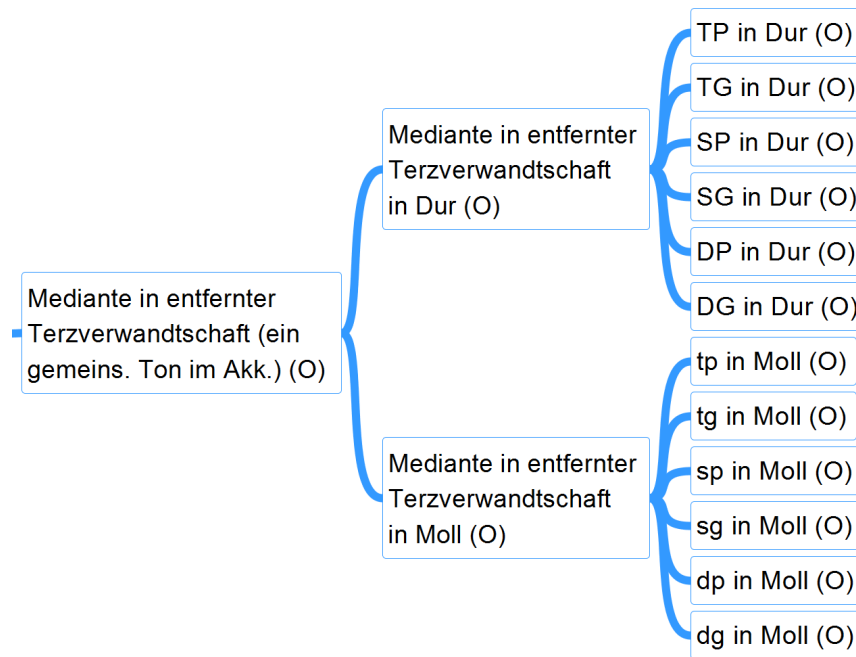 Mediante in entfernter
Terzverwandtschaft (ein
gemeins. Ton im Akk.) (O)
Mediante in entfernter
Terzverwandtschaft
in Dur (O)
TP in Dur (O)
TG in Dur (O)
SP in Dur (O)
SG in Dur (O)
DP in Dur (O)
DG in Dur (O)
Mediante in entfernter
Terzverwandtschaft
in Moll (O)
tp in Moll (O)
tg in Moll (O)
sp in Moll (O)
sg in Moll (O)
dp in Moll (O)
dg in Moll (O)